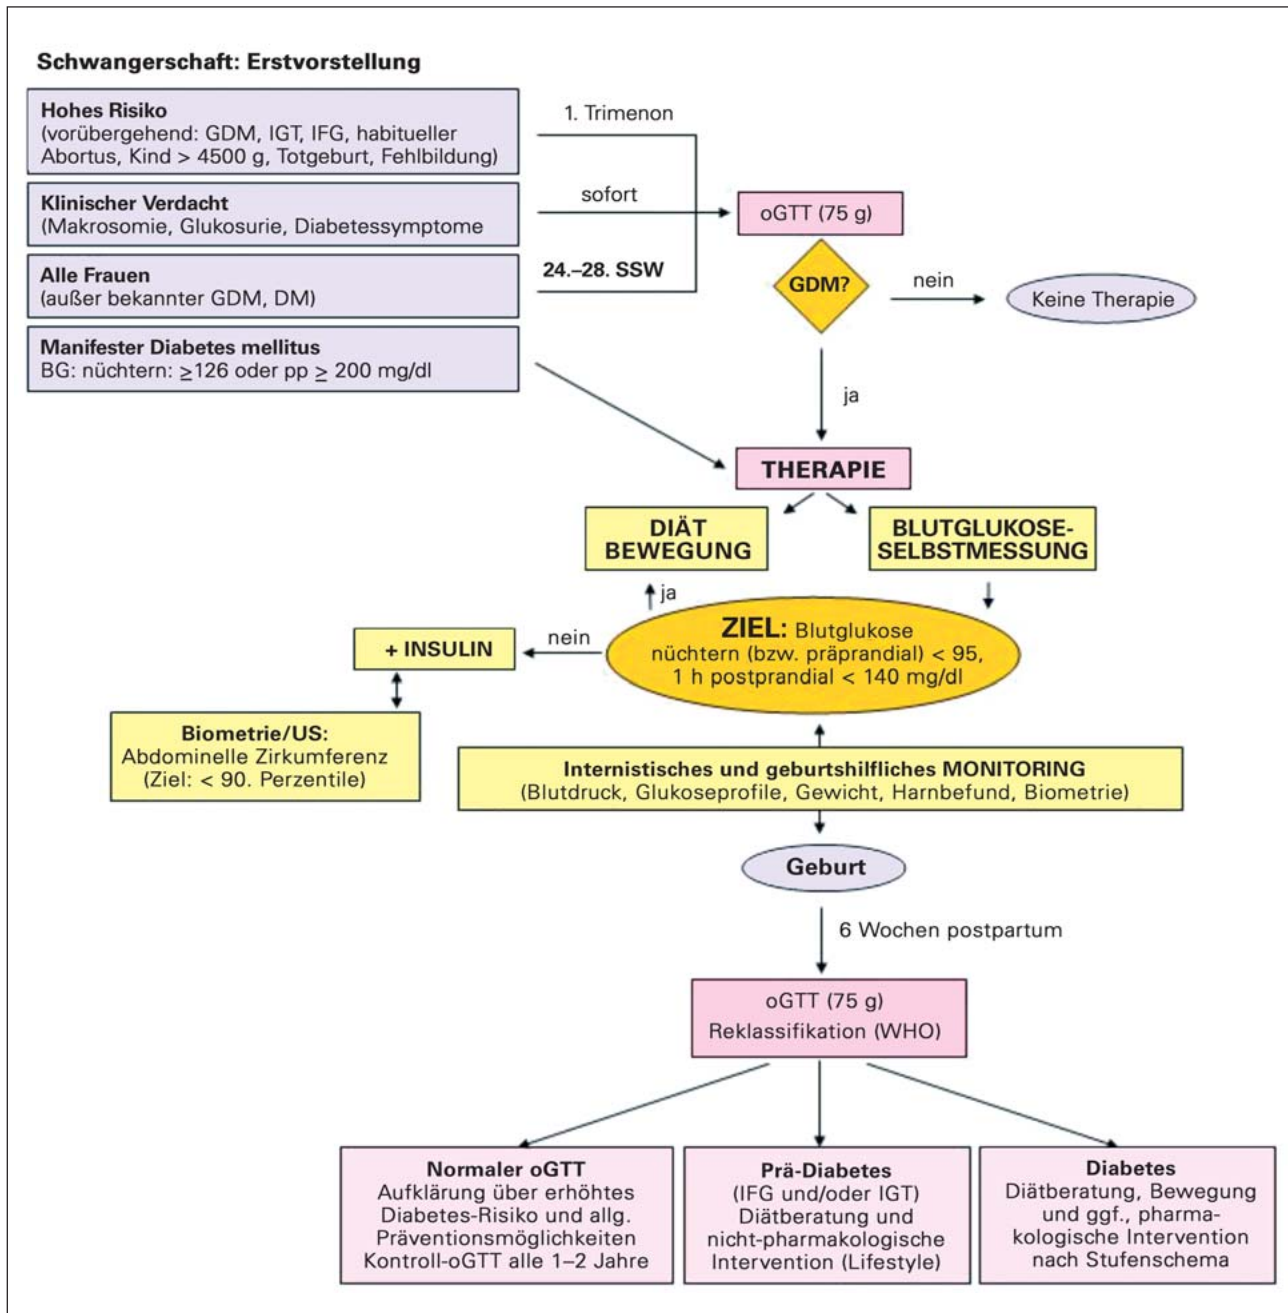 Schwangerschaft: Erstvorstellung
Hohes Risiko
(vorübergehend: GDM, IGT, IFG, habitueller
Abortus, Kind > 4500 g, Totgeburt, Fehlbildung)
1. Trimenon
Klinischer Verdacht
(Makrosomie, Glukosurie, Diabetessymptome
sofort
oGTT (75 g)
Alle Frauen
(außer bekannter GDM, DM)
24.–28. SSW
GDM?
nein
Keine Therapie
Manifester Diabetes mellitus
BG: nüchtern: ≥126 oder pp ≥ 200 mg/dl
ja
THERAPIE
DIÄT
BEWEGUNG
BLUTGLUKOSE-
SELBSTMESSUNG
ja
ZIEL: Blutglukose
nüchtern (bzw. präprandial) < 95,
1 h postprandial < 140 mg/dl
nein
+ INSULIN
Biometrie/US:
Abdominelle Zirkumferenz
(Ziel: < 90. Perzentile)
Internistisches und geburtshilfliches MONITORING
(Blutdruck, Glukoseprofile, Gewicht, Harnbefund, Biometrie)
Geburt
6 Wochen postpartum
oGTT (75 g)
Reklassifikation (WHO)
Normaler oGTT
Aufklärung über erhöhtes
Diabetes-Risiko und allg.
Präventionsmöglichkeiten
Kontroll-oGTT alle 1–2 Jahre
Prä-Diabetes
(IFG und/oder IGT)
Diätberatung und
nicht-pharmakologische
Intervention (Lifestyle)
Diabetes
Diätberatung, Bewegung
und ggf., pharma-
kologische Intervention
nach Stufenschema